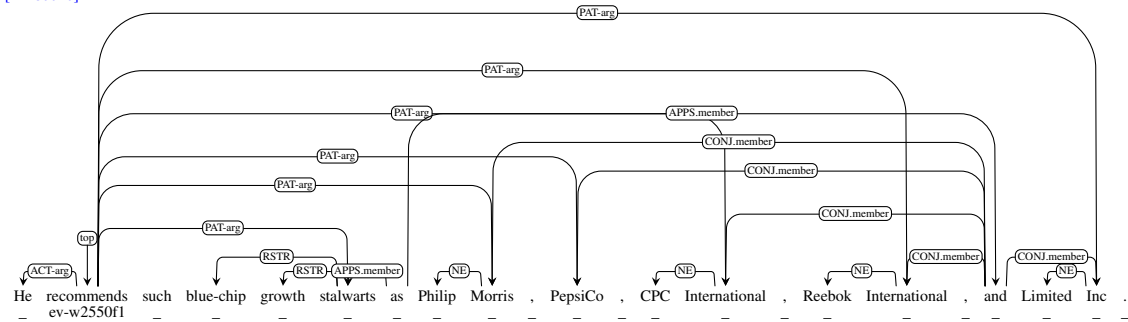 PAT-arg
PAT-arg
PAT-arg APPS.member
CONJ.member
PAT-arg
CONJ.member
PAT-arg
CONJ.member
PAT-arg
top
RSTR CONJ.member CONJ.member
ACT-arg RSTR APPS.member NE NE NE NE
He recommends such blue-chip growth stalwarts as Philip Morris , PepsiCo , CPC International , Reebok International , and Limited Inc .
_ ev-w2550f1 _ _ _ _ _ _ _ _ _ _ _ _ _ _ _ _ _ _ _ _